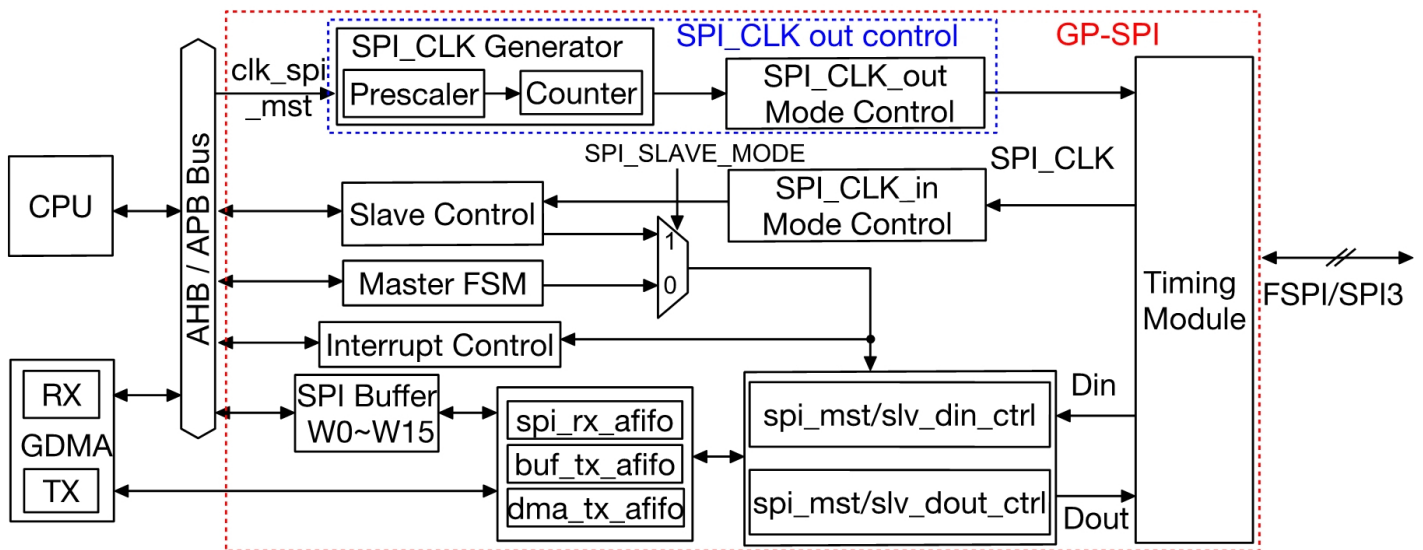 SPI_CLK Generator
SPI_CLK out control
GP-SPI
clk_spi
_mst
Prescaler
Counter
SPI_CLK_out
Mode Control
SPI_SLAVE_MODE
SPI_CLK
CPU
AHB / APB Bus
Slave Control
SPI_CLK_in
Mode Control
1
Master FSM
0
Timing
Module
FSPI/SPI3
Interrupt Control
RX
GDMA
TX
SPI Buffer
W0~W15
spi_rx_afifo
buf_tx_afifo
dma_tx_afifo
spi_mst/slv_din_ctrl
Din
spi_mst/slv_dout_ctrl
Dout